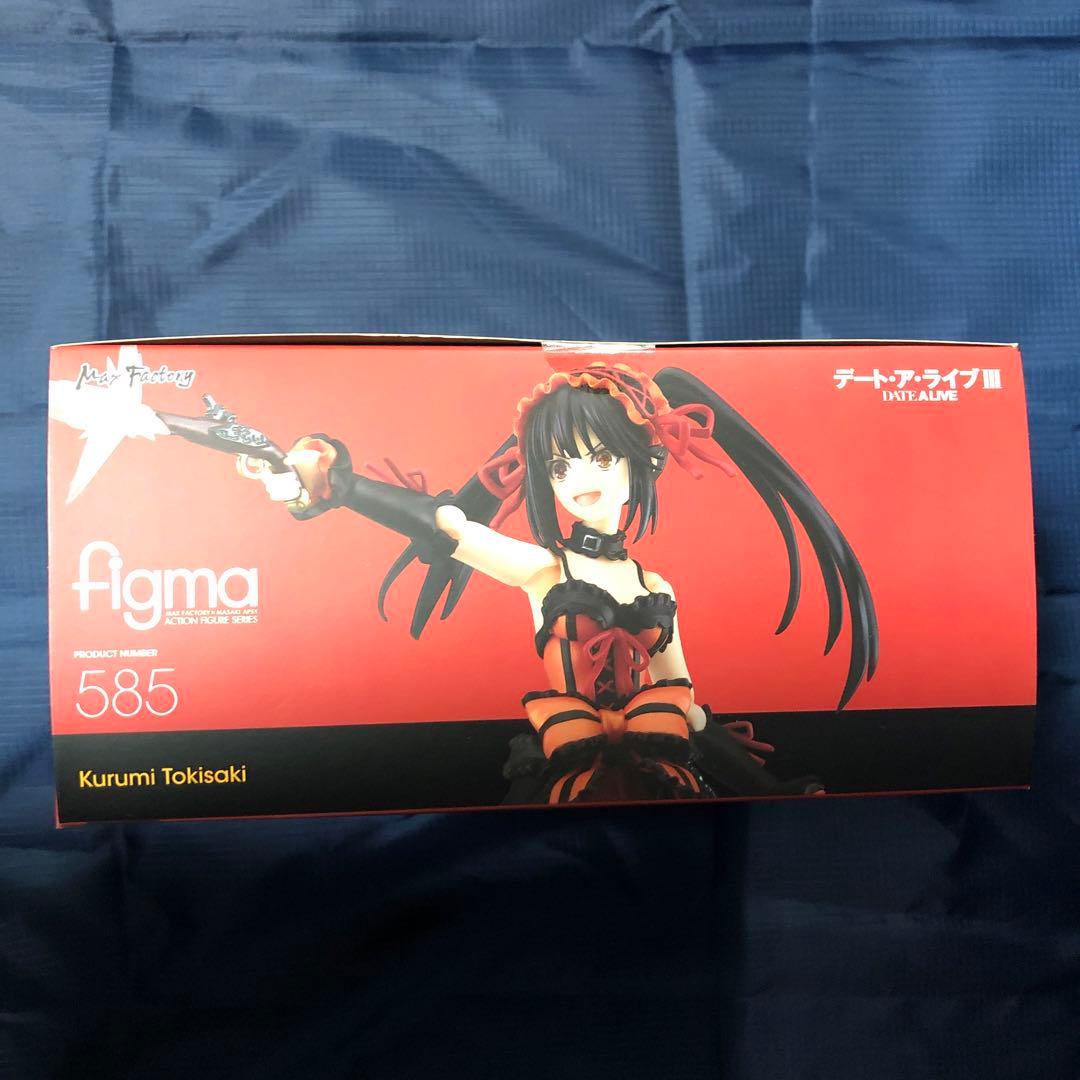 Max Factory
デート・ア・ライブⅢ
DATE A LIVE
figma
MAX FACTORY × MASAKI APSY
ACTION FIGURE SERIES
PRODUCT NUMBER
585
Kurumi Tokisaki